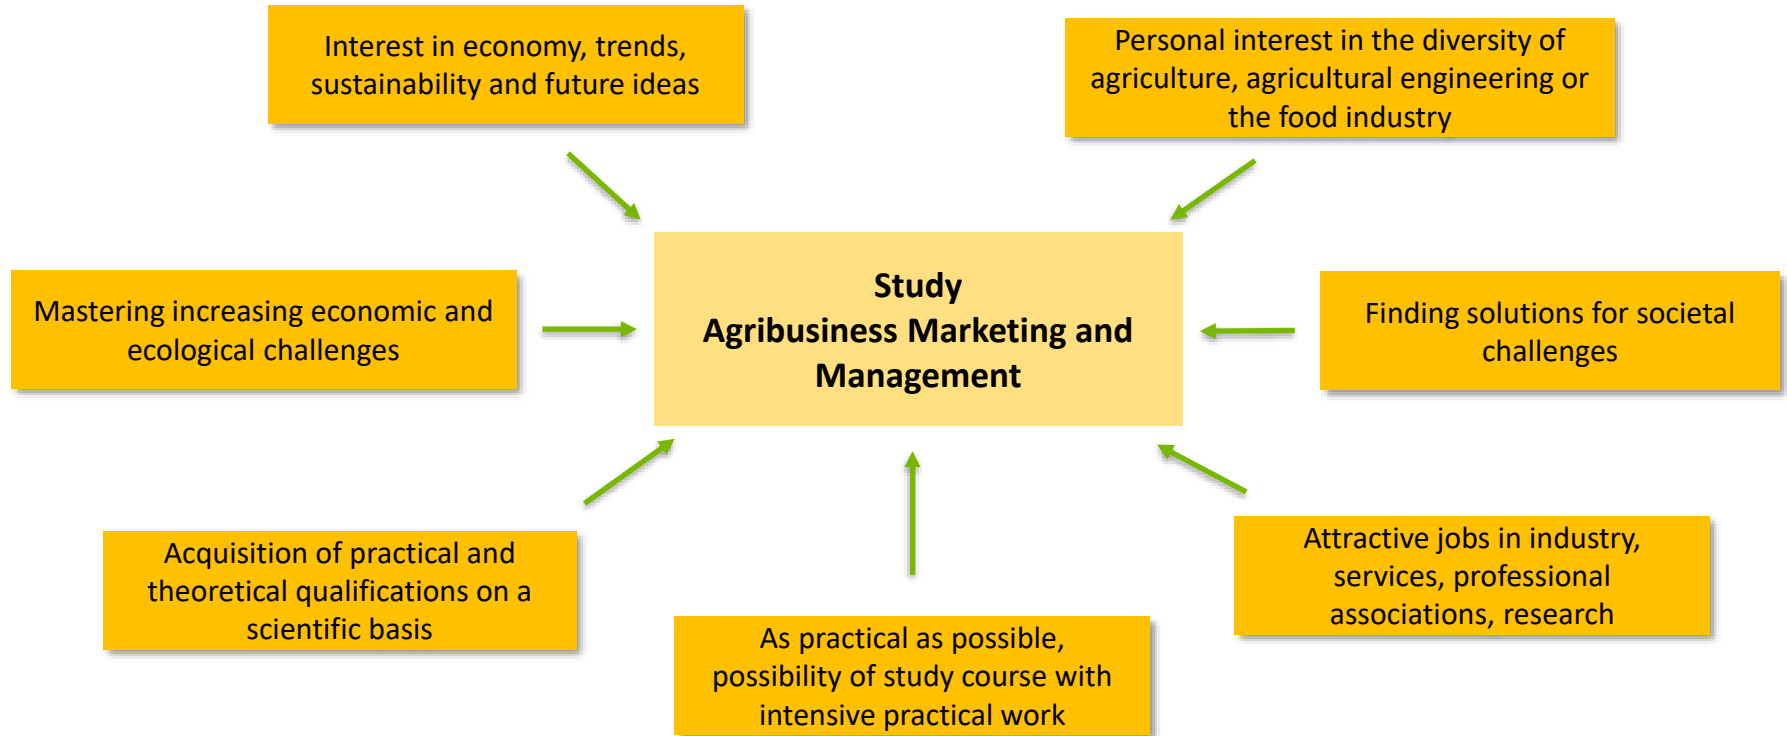 Interest in economy, trends,
sustainability and future ideas
Personal interest in the diversity of
agriculture, agricultural engineering or
the food industry
Mastering increasing economic and
ecological challenges
Study
Agribusiness Marketing and
Management
Finding solutions for societal
challenges
Acquisition of practical and
theoretical qualifications on a
scientific basis
As practical as possible,
possibility of study course with
intensive practical work
Attractive jobs in industry,
services, professional
associations, research